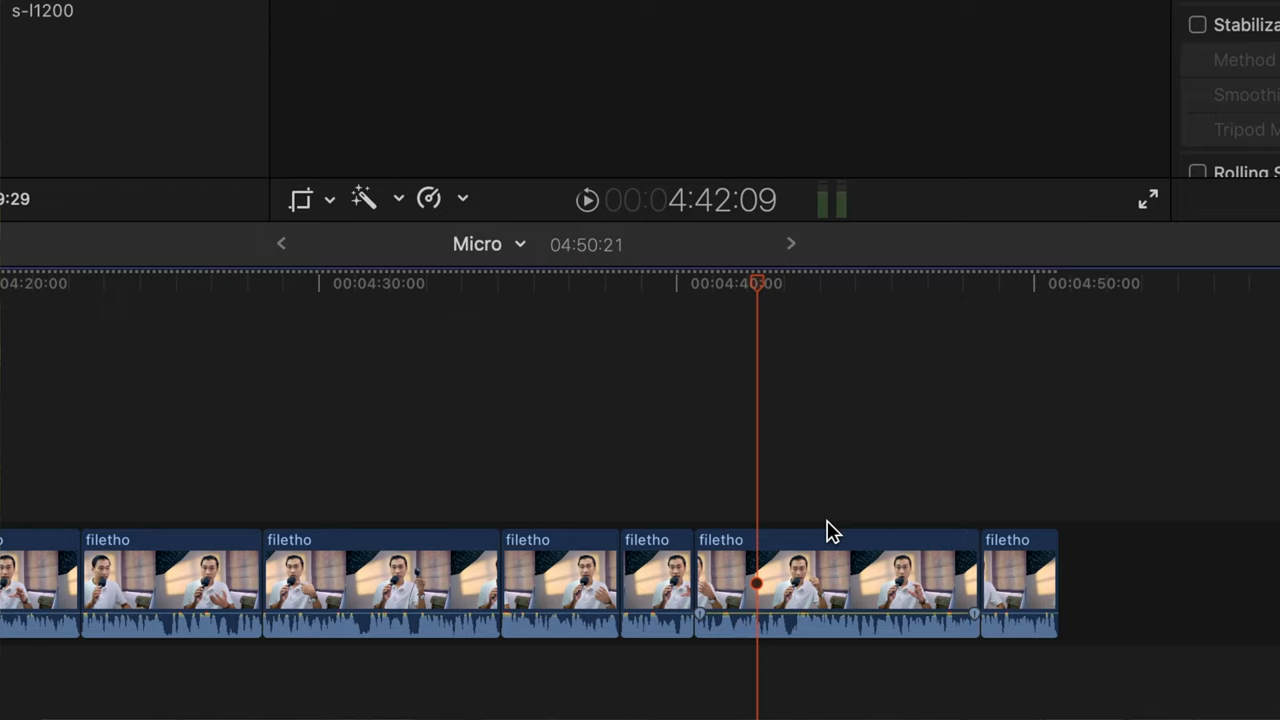 s-I1200
Stabiliza
Method
Smoothi
Tripod M
Rolling S
9:29
00:04:42:09
Micro
04:50:21
04:20:00
00:04:30:00
00:04:40:00
00:04:50:00
o
filetho
filetho
filetho
filetho
filetho
filetho